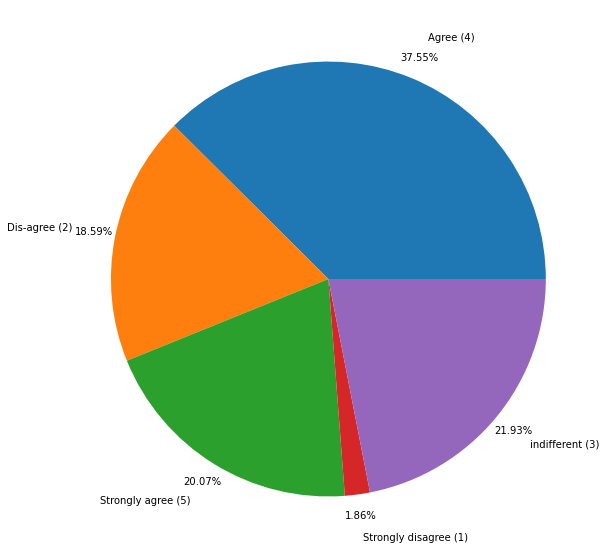 Agree (4)
37.55%
Dis-agree (2)
18.59%
21.93%
indifferent (3)
20.07%
Strongly agree (5)
1.86%
Strongly disagree (1)